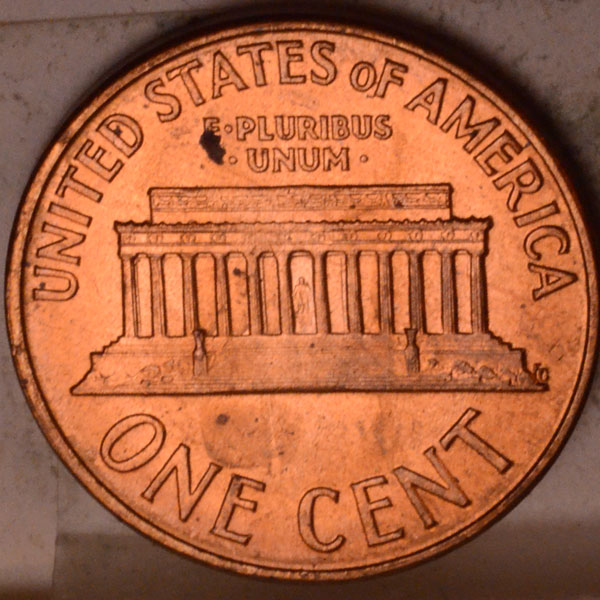 UNITED STATES OF AMERICA
E·PLURIBUS
·UNUM·
ONE CENT